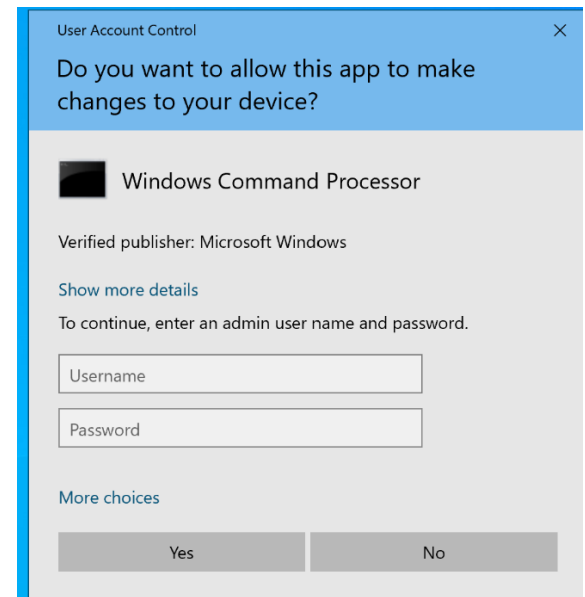 User Account Control
Do you want to allow this app to make
changes to your device?
Windows Command Processor
Verified publisher: Microsoft Windows
Show more details
To continue, enter an admin user name and password.
Username
Password
More choices
Yes
No